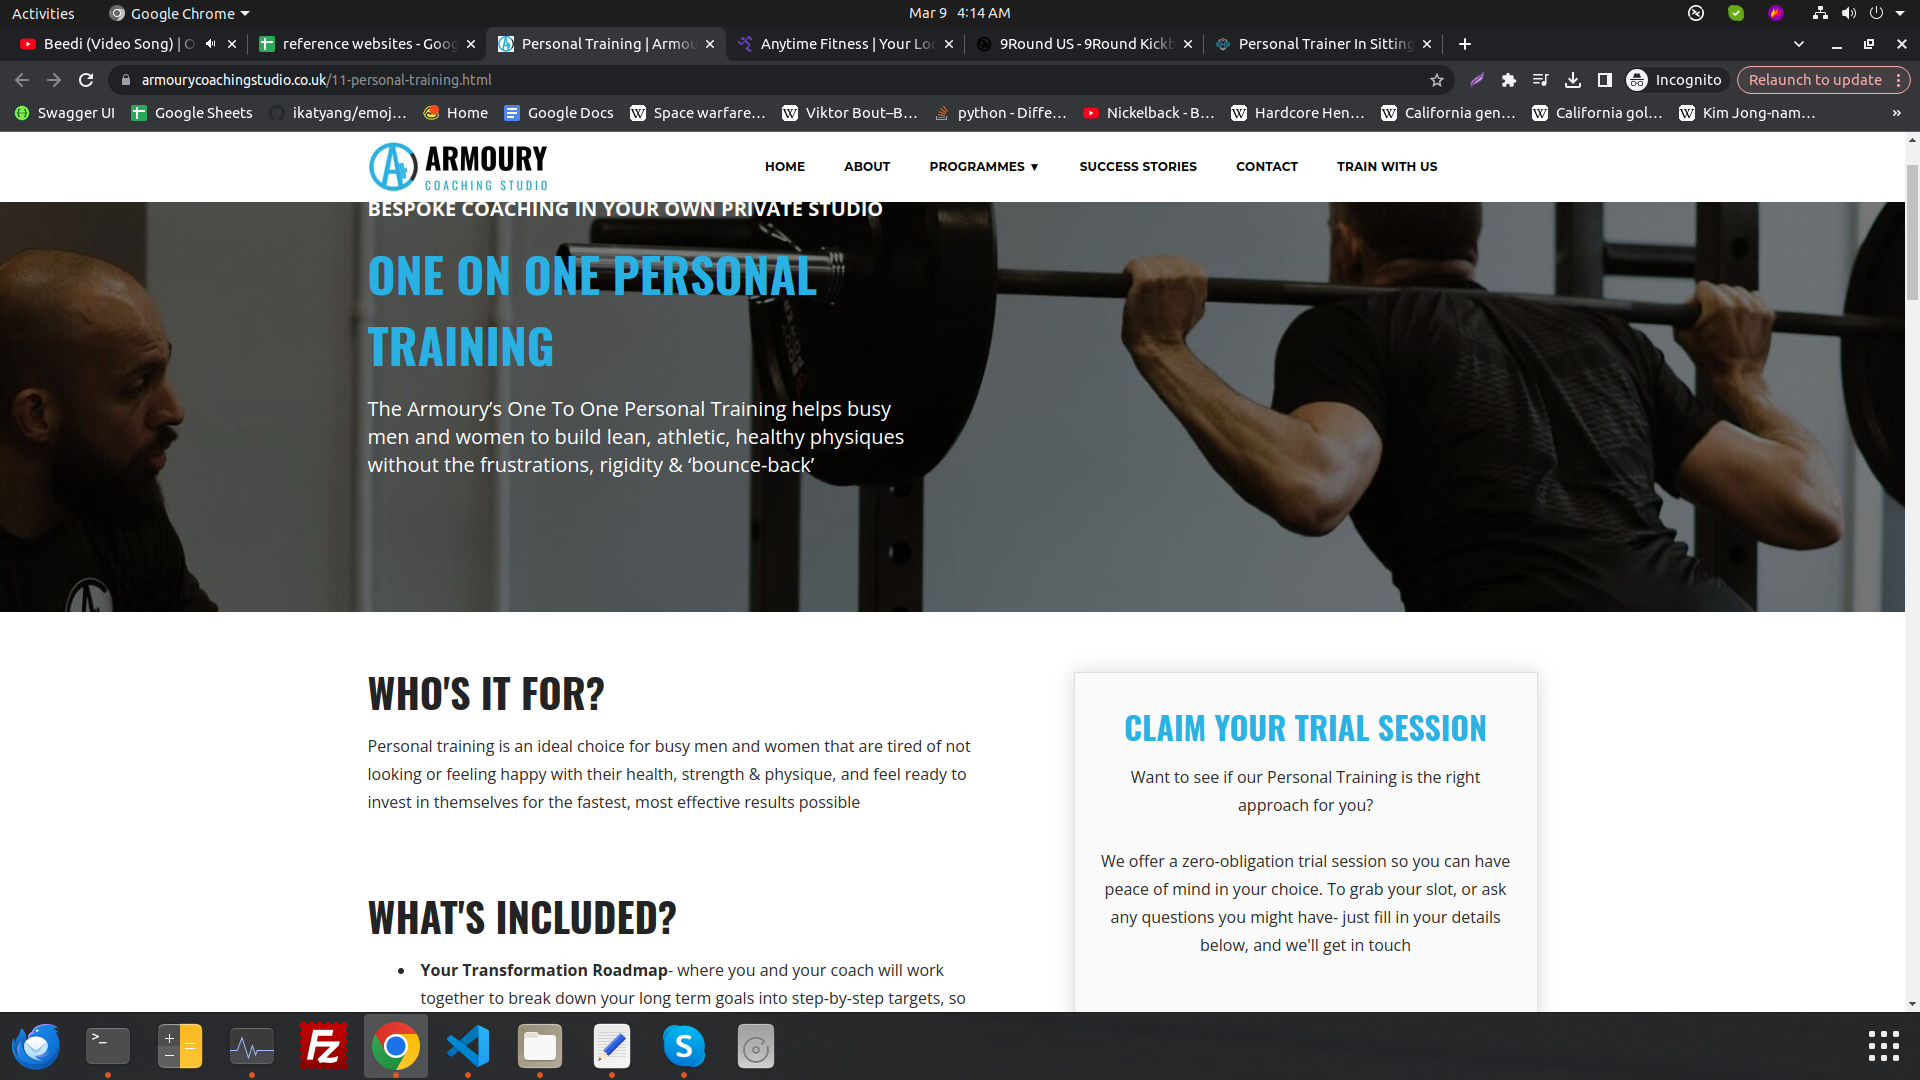 Activities
Google Chrome
Mar 9 4:14 AM
Beedi (Video Song) | O
reference websites - Goog
Personal Training | Armou
Anytime Fitness | Your Loc
9Round US - 9Round Kickb
Personal Trainer In Sitting
armourycoachingstudio.co.uk/11-personal-training.html
Incognito
Relaunch to update
Swagger UI
Google Sheets
ikatyang/emoj...
Home
Google Docs
Space warfare...
Viktor Bout–B...
python - Diffe...
Nickelback - B...
Hardcore Hen...
California gen...
California gol...
Kim Jong-nam...
»
ARMOURY
COACHING STUDIO
HOME
ABOUT
PROGRAMMES ▼
SUCCESS STORIES
CONTACT
TRAIN WITH US
BESPOKE COACHING IN YOUR OWN PRIVATE STUDIO
ONE ON ONE PERSONAL
TRAINING
The Armoury’s One To One Personal Training helps busy
men and women to build lean, athletic, healthy physiques
without the frustrations, rigidity & ‘bounce-back’
WHO'S IT FOR?
Personal training is an ideal choice for busy men and women that are tired of not
looking or feeling happy with their health, strength & physique, and feel ready to
invest in themselves for the fastest, most effective results possible
WHAT'S INCLUDED?
• Your Transformation Roadmap- where you and your coach will work
together to break down your long term goals into step-by-step targets, so
CLAIM YOUR TRIAL SESSION
Want to see if our Personal Training is the right
approach for you?
We offer a zero-obligation trial session so you can have
peace of mind in your choice. To grab your slot, or ask
any questions you might have- just fill in your details
below, and we'll get in touch